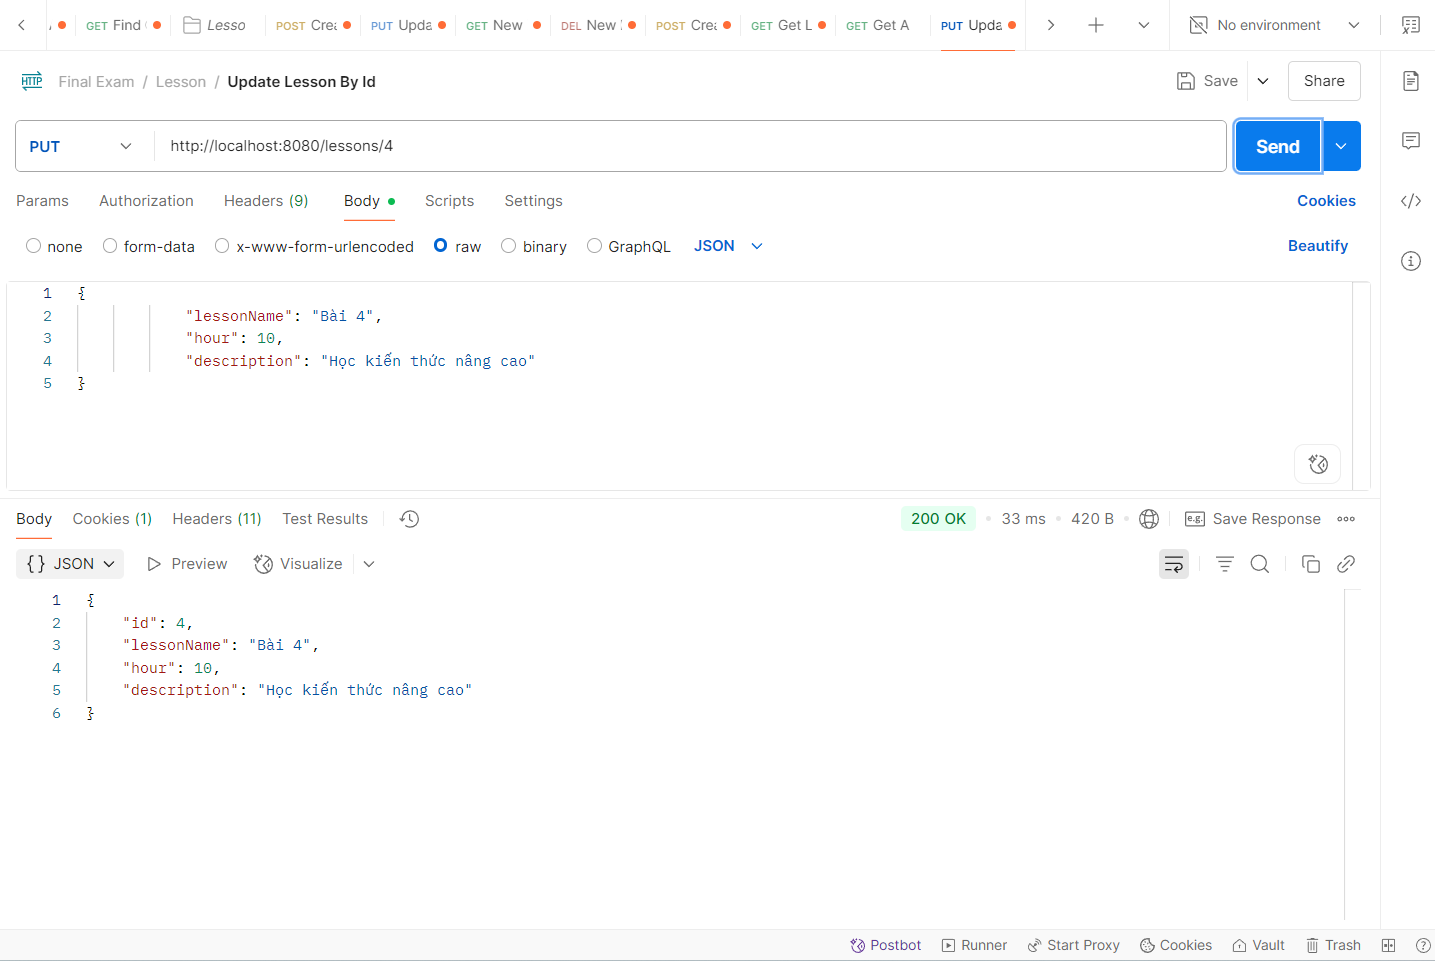 GET Find
Lesso
POST Crea
PUT Upda
GET New
DEL New
POST Crea
GET Get L
GET Get A
PUT Upda
No environment
HTTP Final Exam / Lesson / Update Lesson By Id
Save
Share
PUT
http://localhost:8080/lessons/4
Send
Params Authorization Headers (9) Body Scripts Settings Cookies
none form-data x-www-form-urlencoded raw binary GraphQL JSON Beautify
1 {
2 "lessonName": "Bài 4",
3 "hour": 10,
4 "description": "Học kiến thức nâng cao"
5 }
Body Cookies (1) Headers (11) Test Results 200 OK 33 ms 420 B e.g. Save Response
{} JSON Preview Visualize
1 {
2 "id": 4,
3 "lessonName": "Bài 4",
4 "hour": 10,
5 "description": "Học kiến thức nâng cao"
6 }
Postbot Runner Start Proxy Cookies Vault Trash